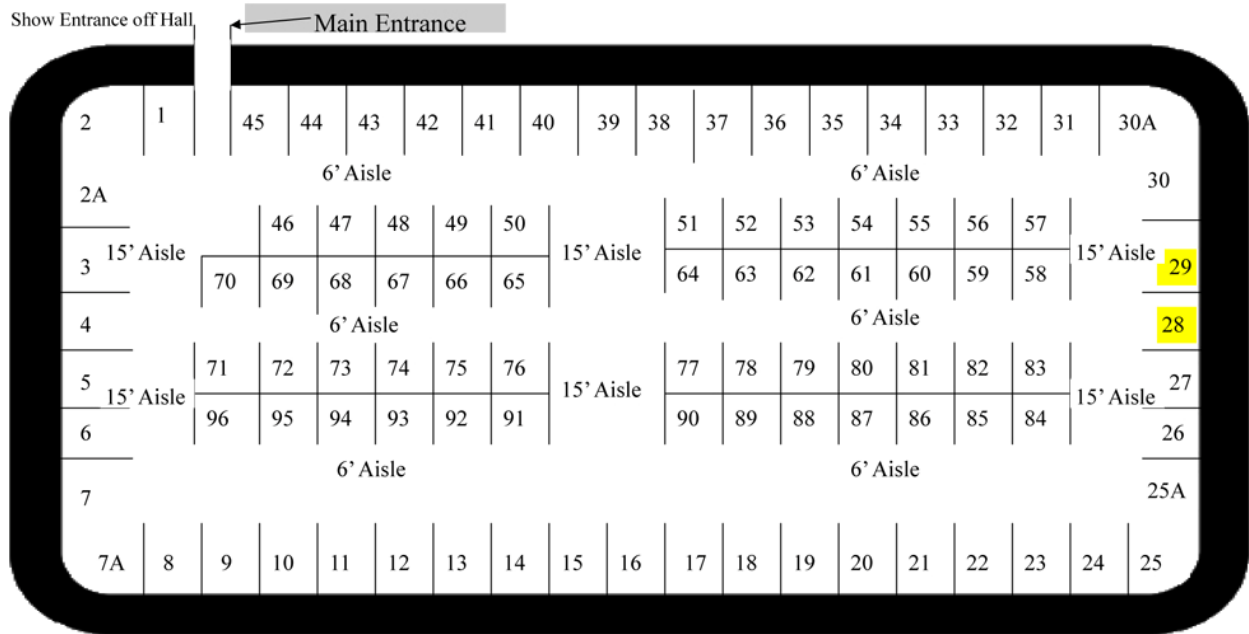 Show Entrance off Hall Main Entrance
2 1 45 44 43 42 41 40 39 38 37 36 35 34 33 32 31 30A
6’ Aisle 6’ Aisle
2A 30
46 47 48 49 50 51 52 53 54 55 56 57
3 15’ Aisle 15’ Aisle 15’ Aisle 29
70 69 68 67 66 65 64 63 62 61 60 59 58
4 6’ Aisle 6’ Aisle 28
71 72 73 74 75 76 77 78 79 80 81 82 83
5 15’ Aisle 15’ Aisle 15’ Aisle 27
6 96 95 94 93 92 91 90 89 88 87 86 85 84 26
6’ Aisle 6’ Aisle
7 25A
7A 8 9 10 11 12 13 14 15 16 17 18 19 20 21 22 23 24 25